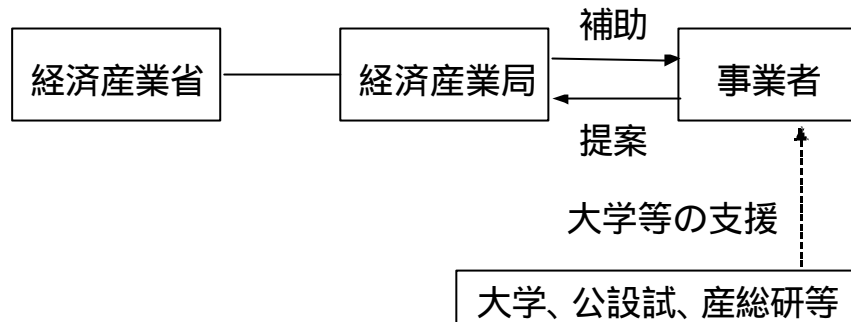 補助
経済産業省
経済産業局
事業者
提案
大学等の支援
大学、公設試、産総研等